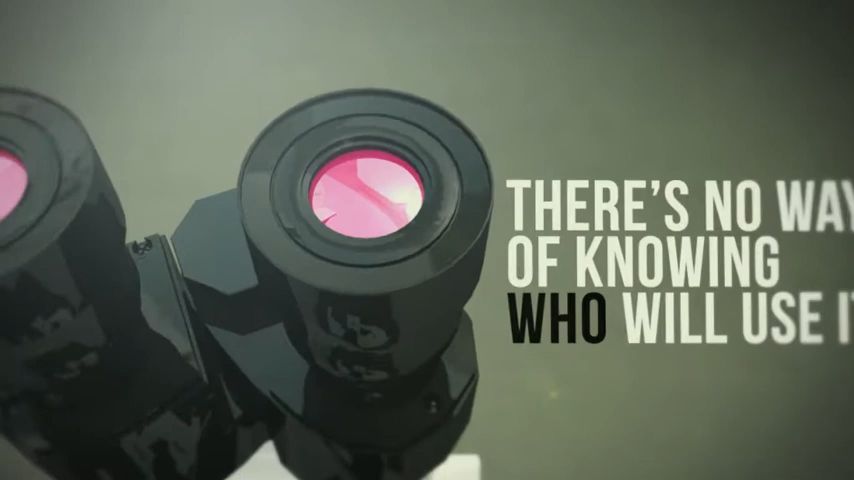 THERE'S NO WAY
OF KNOWING
WHO WILL USE IT